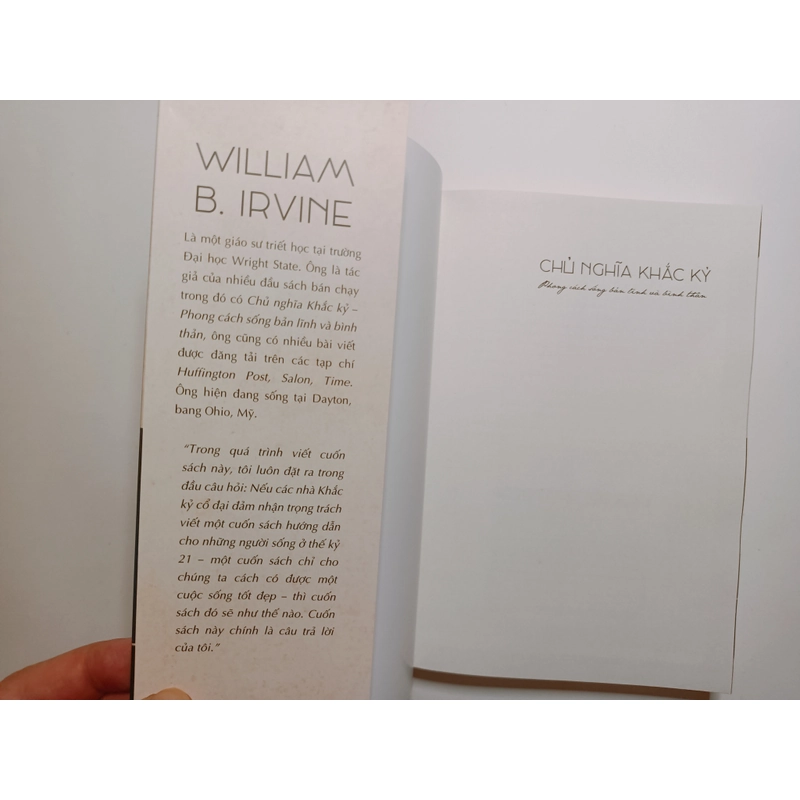 WILLIAM
B. IRVINE
Là một giáo sư triết học tại trường
Đại học Wright State. Ông là tác
giả của nhiều đầu sách bán chạy
trong đó có Chủ nghĩa Khắc kỷ –
Phong cách sống bản lĩnh và bình
thản, ông cũng có nhiều bài viết
được đăng tải trên các tạp chí
Huffington Post, Salon, Time.
Ông hiện đang sống tại Dayton,
bang Ohio, Mỹ.
“Trong quá trình viết cuốn
sách này, tôi luôn đặt ra trong
đầu câu hỏi: Nếu các nhà Khắc
kỷ cổ đại đảm nhận trọng trách
viết một cuốn sách hướng dẫn
cho những người sống ở thế kỷ
21 – một cuốn sách chỉ cho
chúng ta cách có được một
cuộc sống tốt đẹp – thì cuốn
sách đó sẽ như thế nào. Cuốn
sách này chính là câu trả lời
của tôi.”
CHỦ NGHĨA KHẮC KỶ
Phong cách sống bản lĩnh và bình thản